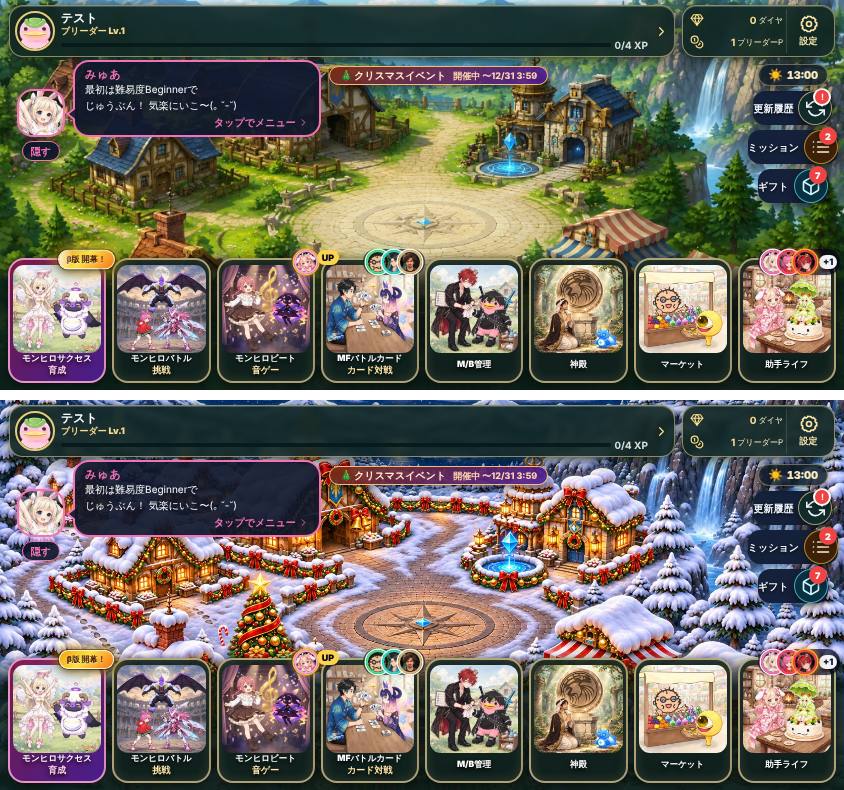 テスト
ブリーダー Lv.1
0/4 XP
0 ダイヤ
1 ブリーダーP
設定
みゅあ
最初は難易度Beginnerで
じゅうぶん！ 気楽にいこ〜(｡˘ｰ˘)
タップでメニュー
隠す
クリスマスイベント 開催中 〜12/31 3:59
13:00
更新履歴
!
ミッション
2
ギフト
7
β版 開幕！
モンヒロサクセス
育成
モンヒロバトル
挑戦
UP
モンヒロビート
音ゲー
MFバトルカード
カード対戦
M/B管理
神殿
マーケット
+1
助手ライフ
テスト
ブリーダー Lv.1
0/4 XP
0 ダイヤ
1 ブリーダーP
設定
みゅあ
最初は難易度Beginnerで
じゅうぶん！ 気楽にいこ〜(｡˘ｰ˘)
タップでメニュー
隠す
クリスマスイベント 開催中 〜12/31 3:59
13:00
更新履歴
!
ミッション
2
ギフト
7
β版 開幕！
モンヒロサクセス
育成
モンヒロバトル
挑戦
UP
モンヒロビート
音ゲー
MFバトルカード
カード対戦
M/B管理
神殿
マーケット
+1
助手ライフ